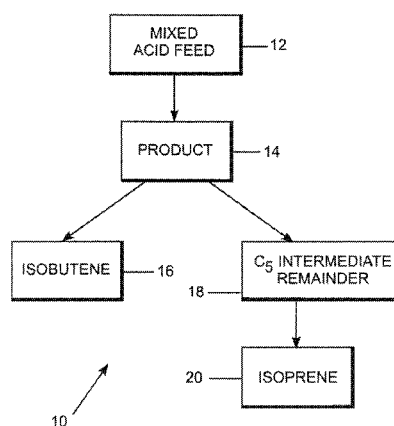 MIXED
ACID FEED
12
PRODUCT
14
ISOBUTENE
16
C5 INTERMEDIATE
REMAINDER
18
20
ISOPRENE
10